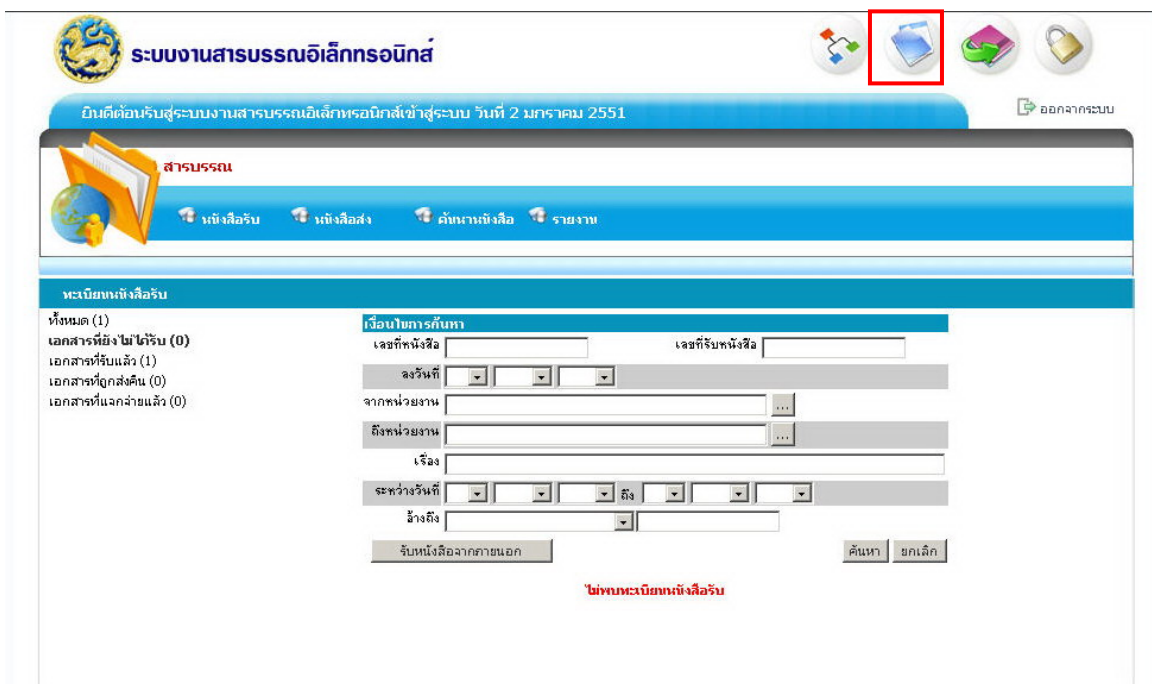 ระบบงานสารบรรณอิเล็กทรอนิกส์
ยินดีต้อนรับสู่ระบบงานสารบรรณอิเล็กทรอนิกส์เข้าสู่ระบบ วันที่ 2 มกราคม 2551
ออกจากระบบ
สารบรรณ
หนังสือรับ หนังสือส่ง ค้นหาหนังสือ รายงาน
ทะเบียนหนังสือรับ
ทั้งหมด (1)
เอกสารที่ยังไม่ได้รับ (0)
เอกสารที่รับแล้ว (1)
เอกสารที่ถูกส่งคืน (0)
เอกสารที่แจกจ่ายแล้ว (0)
เงื่อนไขการค้นหา
เลขที่หนังสือ เลขที่รับหนังสือ
ลงวันที่
จากหน่วยงาน ...
ถึงหน่วยงาน ...
เรื่อง
ระหว่างวันที่ ถึง
อ้างถึง
รับหนังสือจากภายนอก ค้นหา ยกเลิก
ไม่พบทะเบียนหนังสือรับ